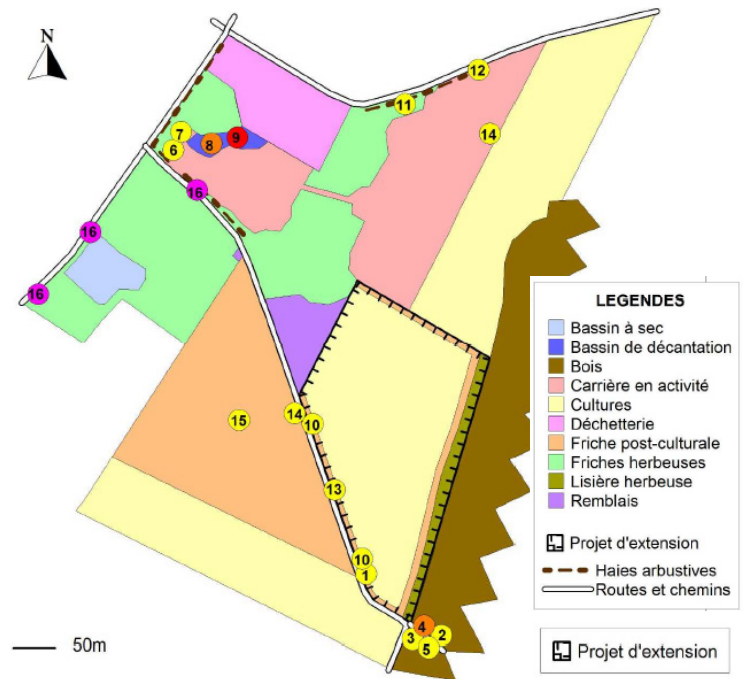 N
12
11
14
7
9
8
6
16
16
16
LEGENDES
Bassin à sec
Bassin de décantation
Bois
Carrière en activité
Cultures
Déchetterie
Friche post-culturale
Friches herbeuses
Lisière herbeuse
Remblais
Projet d'extension
Haies arbustives
Routes et chemins
14
10
15
13
10
1
4
3
2
5
50m
Projet d'extension